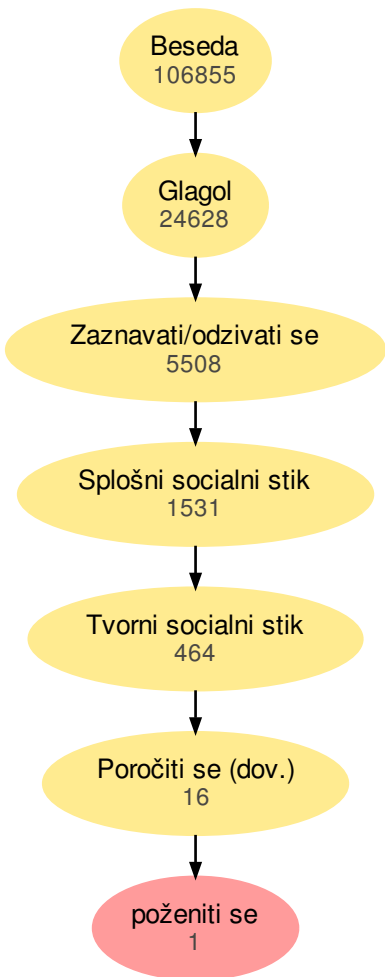 Beseda
106855
Glagol
24628
Zaznavati/odzivati se
5508
Splošni socialni stik
1531
Tvorni socialni stik
464
Poročiti se (dov.)
16
poženiti se
1